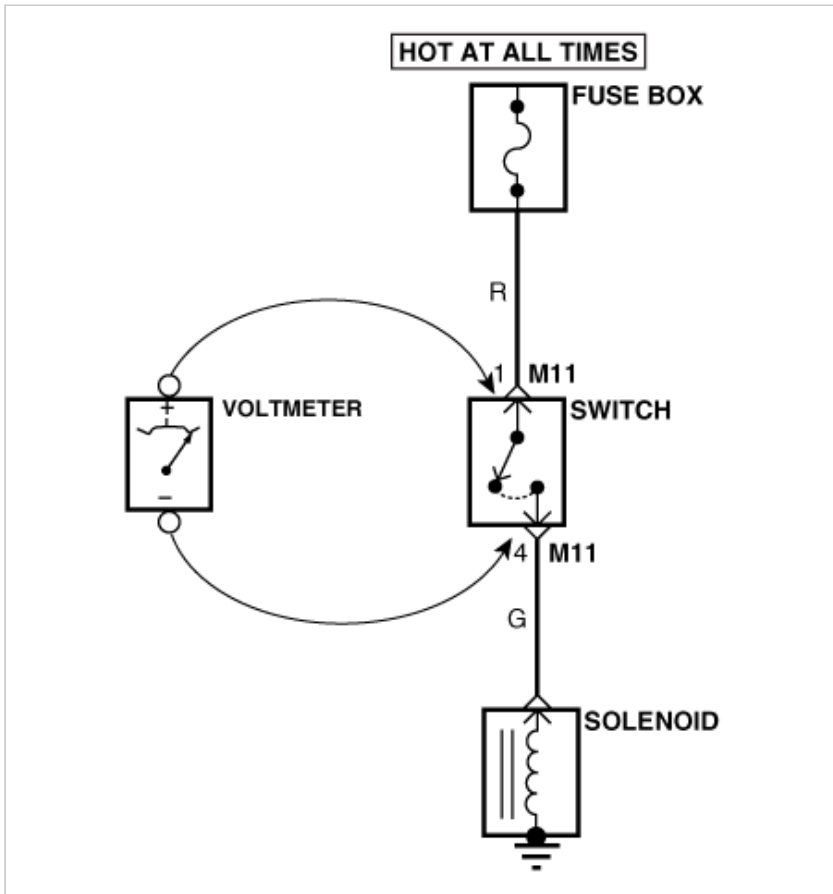 HOT AT ALL TIMES
FUSE BOX
R
1 M11
+
VOLTMETER
SWITCH
–
4 M11
G
SOLENOID